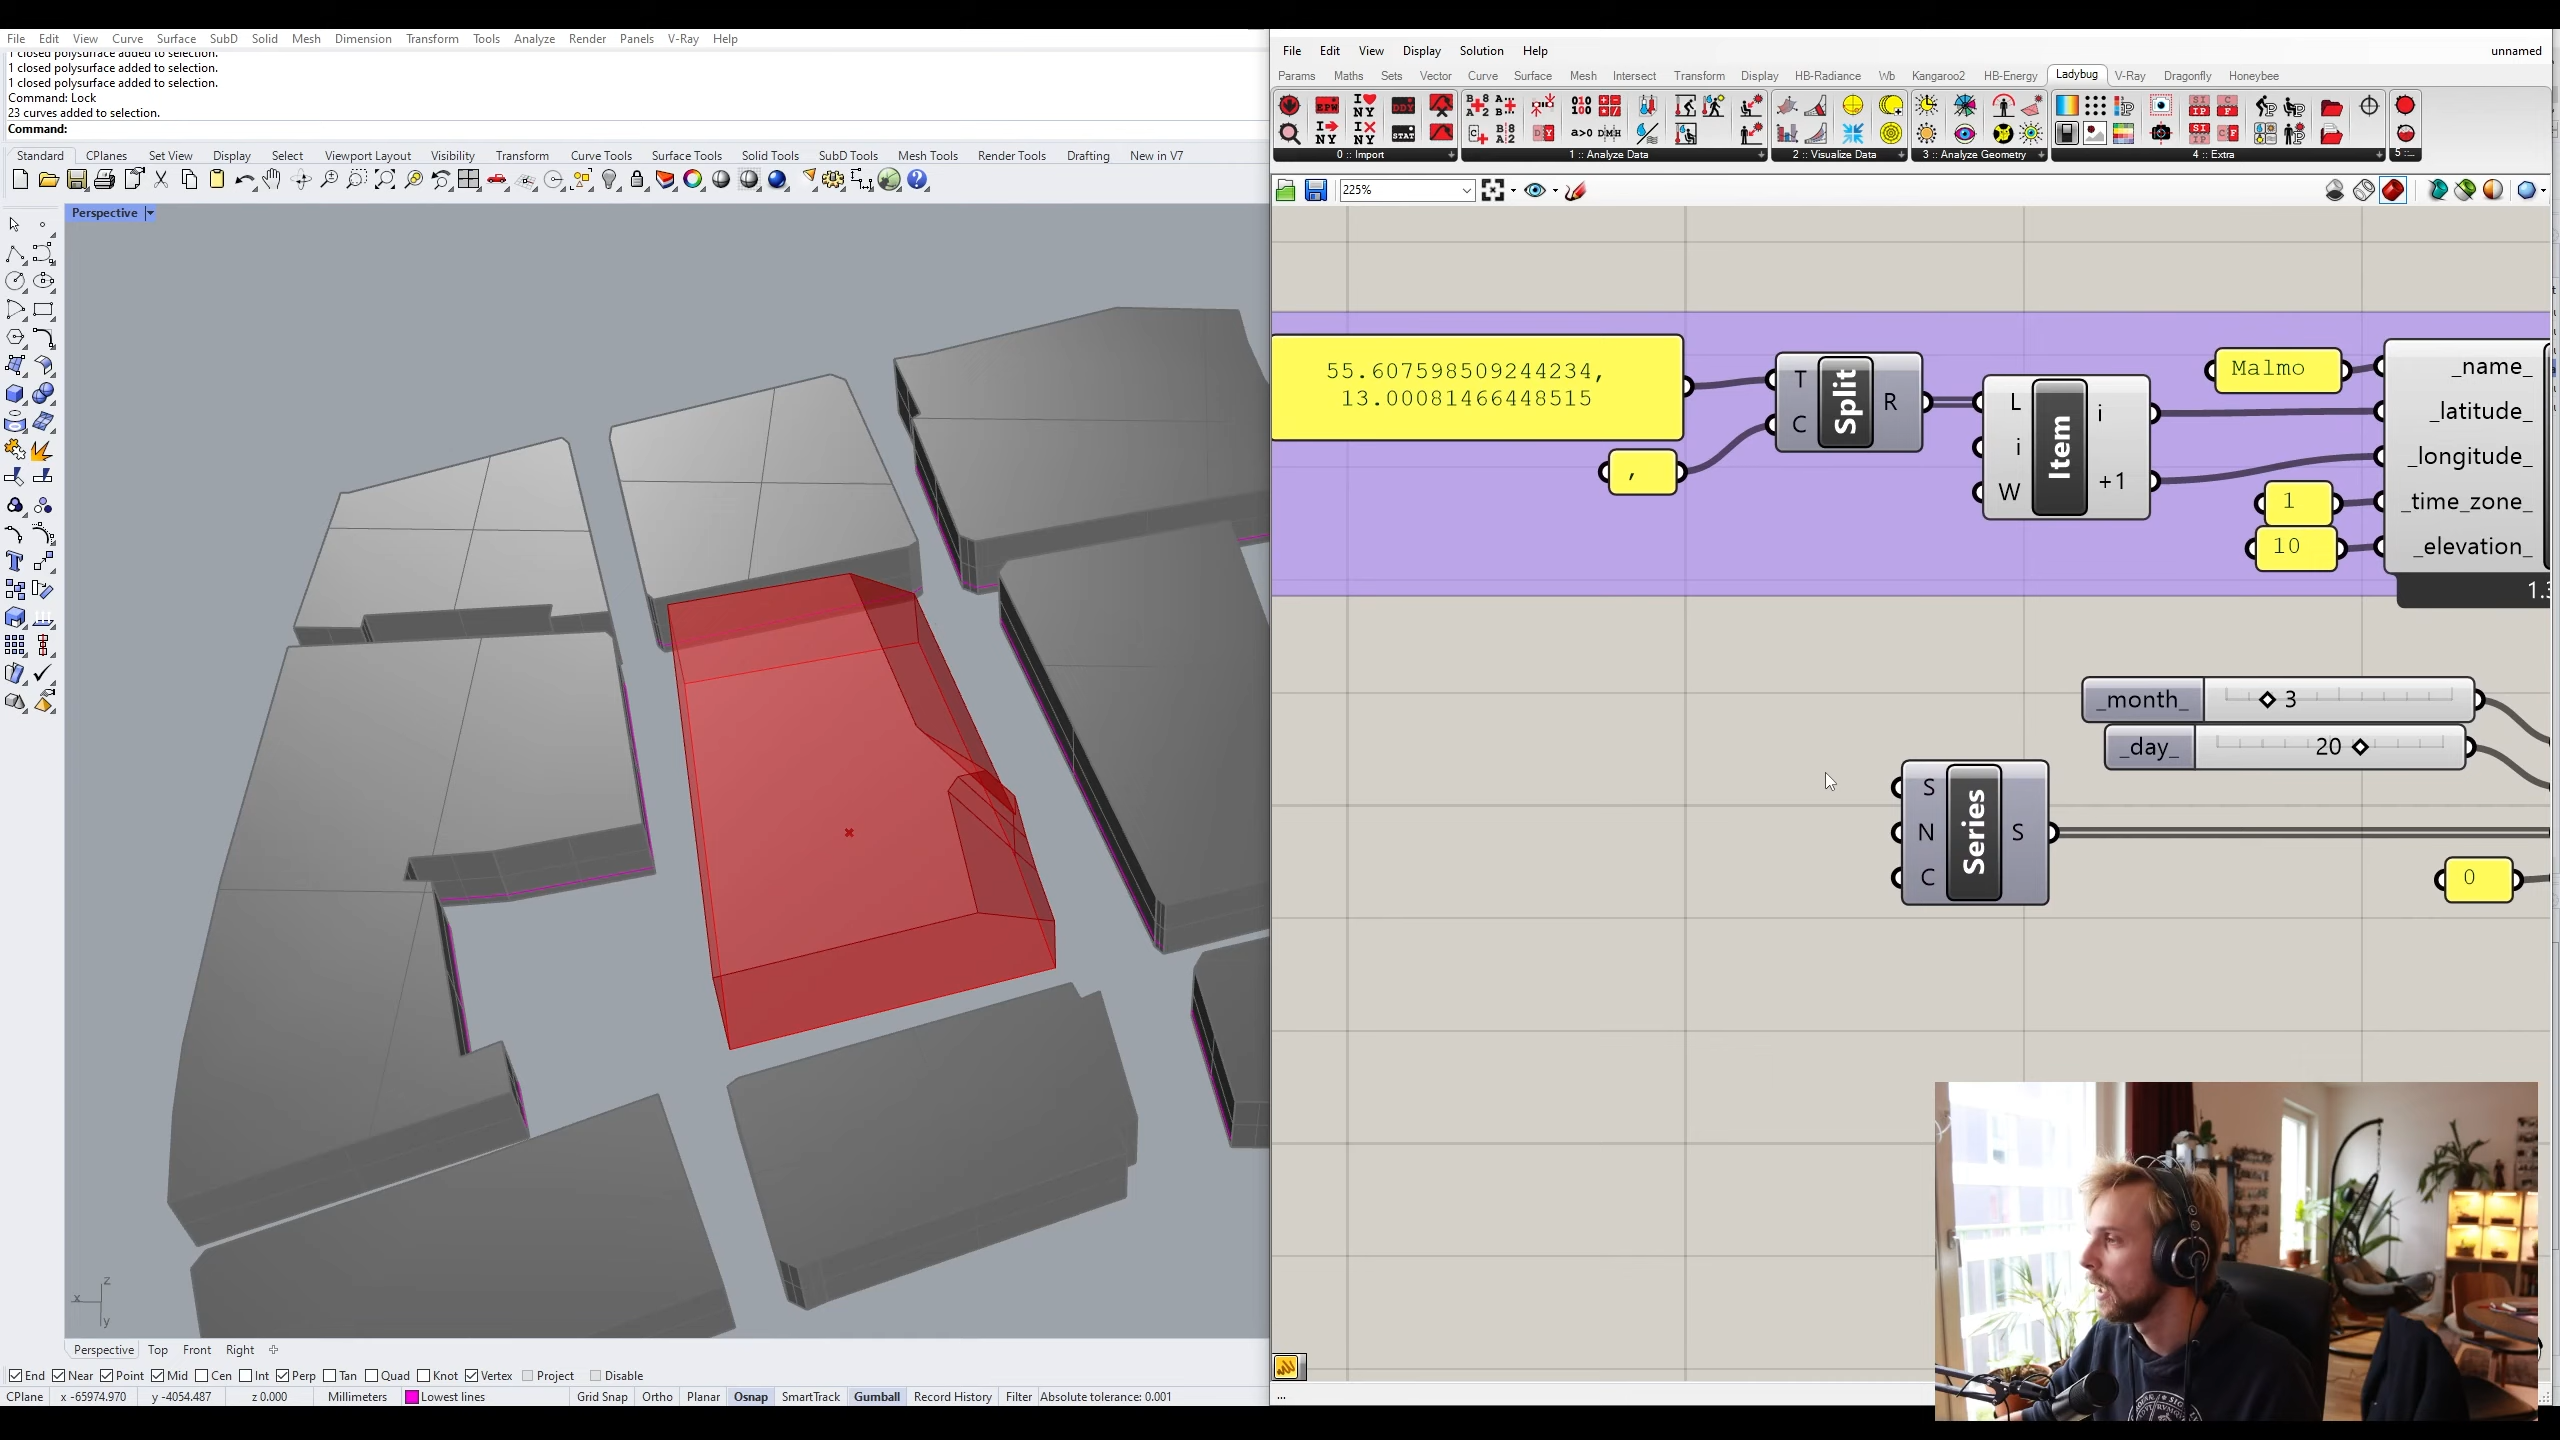 File Edit View Curve Surface SubD Solid Mesh Dimension Transform Tools Analyze Render Panels V-Ray Help
1 closed polysurface added to selection.
1 closed polysurface added to selection.
1 closed polysurface added to selection.
Command: Lock
23 curves added to selection.
Command:
Standard CPlanes Set View Display Select Viewport Layout Visibility Transform Curve Tools Surface Tools Solid Tools SubD Tools Mesh Tools Render Tools Drafting New in V7
Perspective
z
x
y
Perspective Top Front Right
End Near Point Mid Cen Int Perp Tan Quad Knot Vertex Project Disable
CPlane x -65974.970 y -4054.487 z 0.000 Millimeters Lowest lines Grid Snap Ortho Planar Osnap SmartTrack Gumball Record History Filter Absolute tolerance: 0.001
File Edit View Display Solution Help
unnamed
Params Maths Sets Vector Curve Surface Mesh Intersect Transform Display HB-Radiance Wb Kangaroo2 HB-Energy Ladybug V-Ray Dragonfly Honeybee
0 :: Import
1 :: Analyze Data
2 :: Visualize Data
3 :: Analyze Geometry
4 :: Extra
5 ::...
225%
55.607598509244234,
13.00081466448515
,
T
C
Split
R
L
i
W
Item
i
+1
Malmo
1
10
_name_
_latitude_
_longitude_
_time_zone_
_elevation_
_month_ 3
_day_ 20
S
N
C
Series
S
0
...